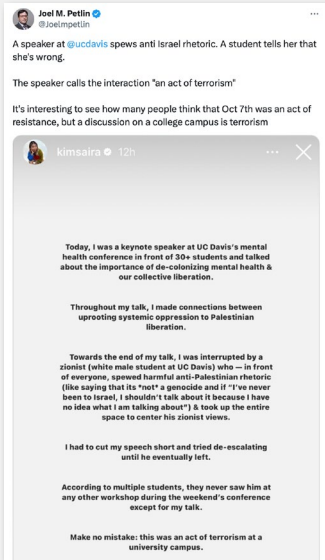 Joel M. Petlin
@Joelmpetlin
...
A speaker at @ucdavis spews anti Israel rhetoric. A student tells her that
she's wrong.
The speaker calls the interaction "an act of terrorism"
It's interesting to see how many people think that Oct 7th was an act of
resistance, but a discussion on a college campus is terrorism
kimsaira 12h
Today, I was a keynote speaker at UC Davis's mental
health conference in front of 30+ students and talked
about the importance of de-colonizing mental health &
our collective liberation.
Throughout my talk, I made connections between
uprooting systemic oppression to Palestinian
liberation.
Towards the end of my talk, I was interrupted by a
zionist (white male student at UC Davis) who — in front
of everyone, spewed harmful anti-Palestinian rhetoric
(like saying that its *not* a genocide and if "I've never
been to Israel, I shouldn't talk about it because I have
no idea what I am talking about") & took up the entire
space to center his zionist views.
I had to cut my speech short and tried de-escalating
until he eventually left.
According to multiple students, they never saw him at
any other workshop during the weekend's conference
except for my talk.
Make no mistake: this was an act of terrorism at a
university campus.